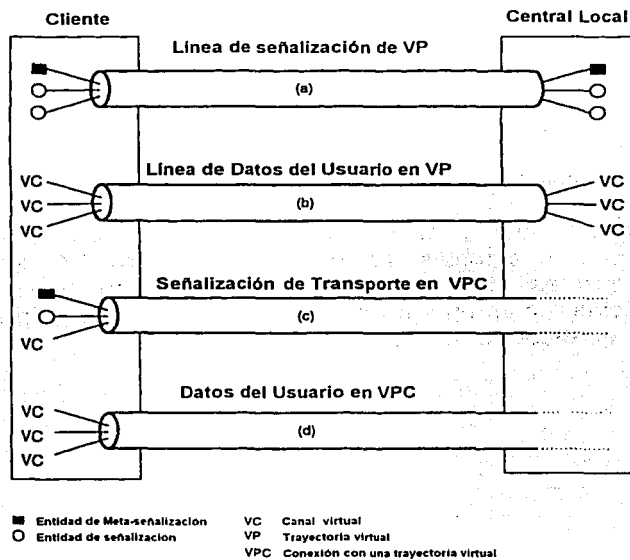 Cliente
Central Local
Línea de señalización de VP
(a)
Línea de Datos del Usuario en VP
VC
VC
VC
(b)
VC
VC
VC
Señalización de Transporte en VPC
(c)
VC
Datos del Usuario en VPC
VC
VC
VC
(d)
Entidad de Meta-señalización
VC Canal virtual
Entidad de señalización
VP Trayectoria virtual
VPC Conexión con una trayectoria virtual